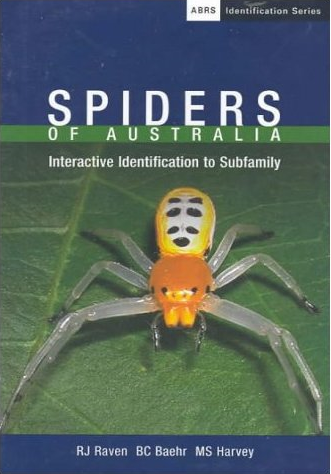 ABRS Identification Series
SPIDERS
OF AUSTRALIA
Interactive Identification to Subfamily
RJ Raven BC Baehr MS Harvey